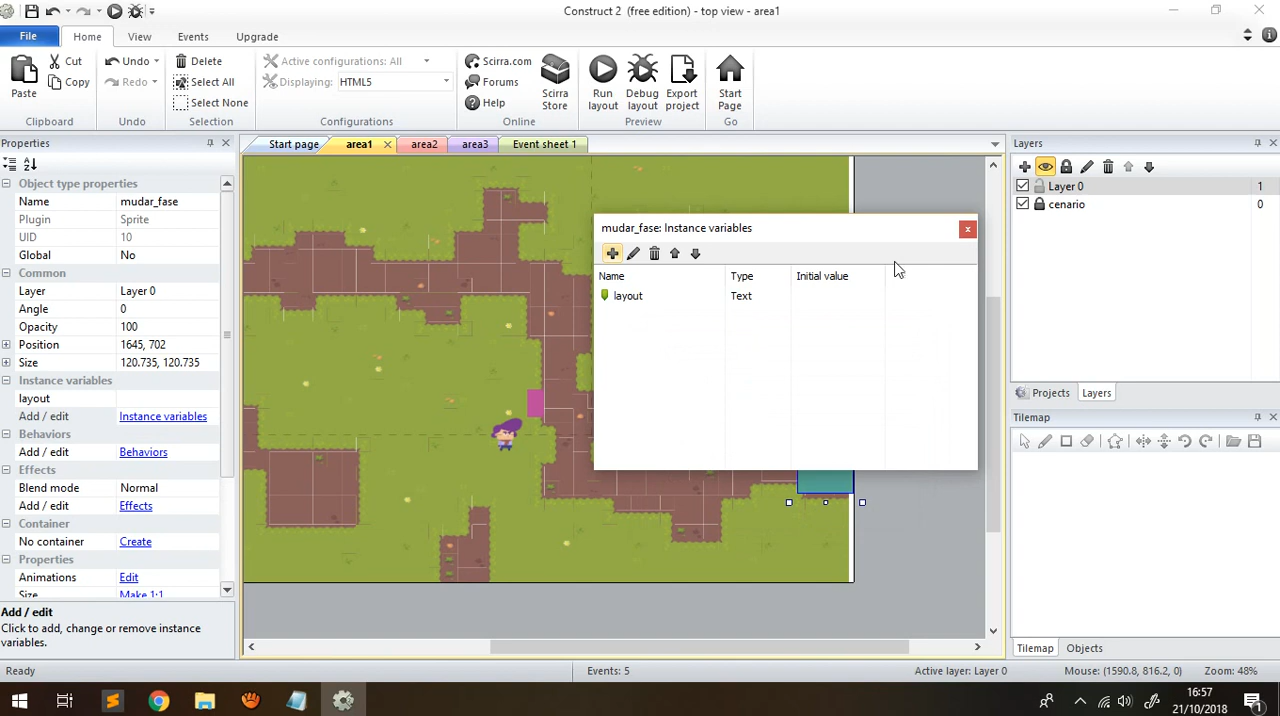 Construct 2 (free edition) - top view - area1
File Home View Events Upgrade
Paste Cut Copy
Clipboard
Undo Redo
Undo
Delete
Select All
Select None
Selection
Active configurations: All
Displaying: HTML5
Configurations
Scirra.com
Forums
Help
Scirra Store
Online
Run layout
Debug layout
Export project
Preview
Start Page
Go
Properties
Object type properties
Name mudar_fase
Plugin Sprite
UID 10
Global No
Common
Layer Layer 0
Angle 0
Opacity 100
Position 1645, 702
Size 120.735, 120.735
Instance variables
layout
Add / edit Instance variables
Behaviors
Add / edit Behaviors
Effects
Blend mode Normal
Effects Effects
Container
No container Create
Properties
Animations Edit
Size Make 1:1
Add / edit
Click to add, change or remove instance
variables.
Start page area1 area2 area3 Event sheet 1
mudar_fase: Instance variables
Name Type Initial value
layout Text
Layers
Layer 0 1
cenario 0
Projects Layers
Tilemap
Tilemap Objects
Ready Events: 5 Active layer: Layer 0 Mouse: (1590.8, 816.2, 0) Zoom: 48%
16:57
21/10/2018
1